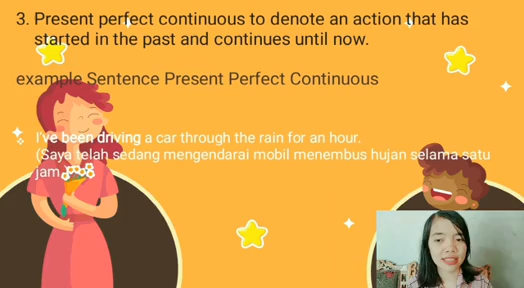 3. Present perfect continuous to denote an action that has
started in the past and continues until now.
example Sentence Present Perfect Continuous
I've been driving a car through the rain for an hour.
(Saya telah sedang mengendarai mobil menembus hujan selama satu
jam.)